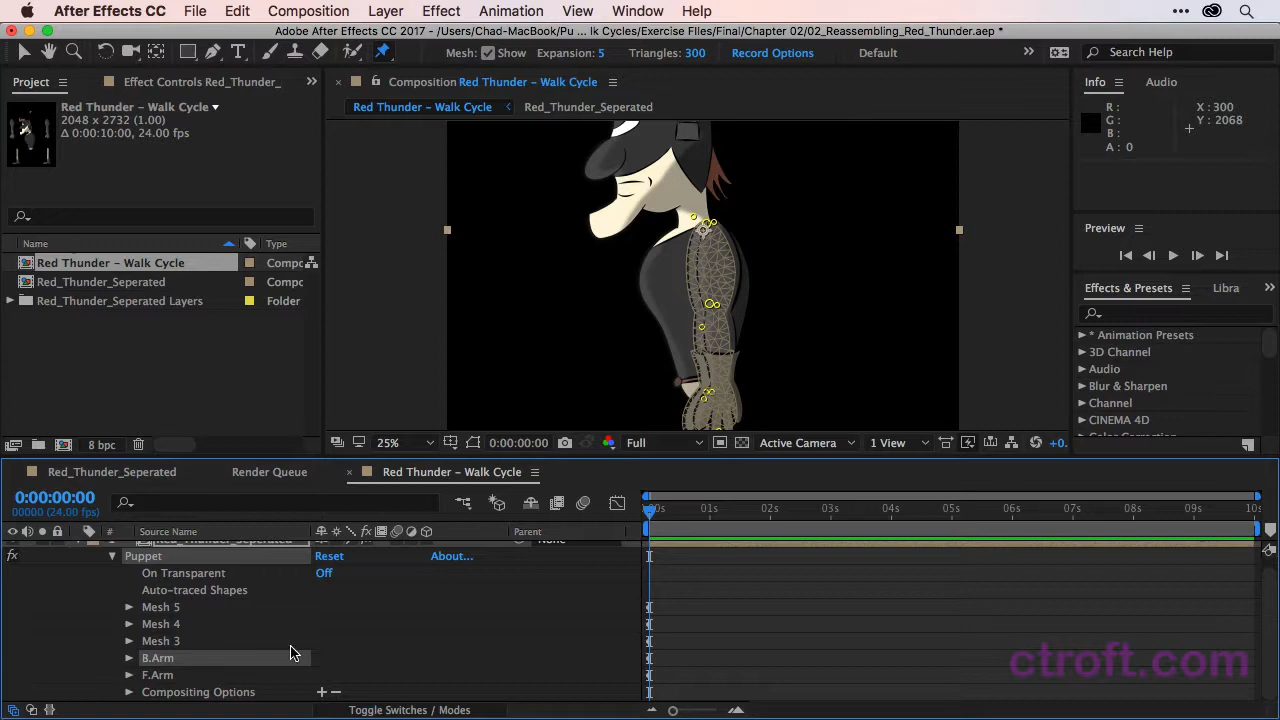 After Effects CC File Edit Composition Layer Effect Animation View Window Help
Adobe After Effects CC 2017 - /Users/Chad-MacBook/Pu ... lk Cycles/Exercise Files/Final/Chapter 02/02_Reassembling_Red_Thunder.aep *
Mesh: Show Expansion: 5 Triangles: 300 Record Options Default Search Help
Project Effect Controls Red_Thunder_
Composition Red Thunder – Walk Cycle
Info Audio
Red Thunder – Walk Cycle
2048 x 2732 (1.00)
Δ 0:00:10:00, 24.00 fps
Red Thunder – Walk Cycle Red_Thunder_Seperated
R:
G:
B:
A: 0
X: 300
Y: 2068
Name Type
Red Thunder – Walk Cycle Compc
Red_Thunder_Seperated Compc
Red_Thunder_Seperated Layers Folder
Preview
Effects & Presets Libra
* Animation Presets
3D Channel
Audio
Blur & Sharpen
Channel
CINEMA 4D
8 bpc
25% 0:00:00:00 Full Active Camera 1 View +0.
Red_Thunder_Seperated Render Queue Red Thunder – Walk Cycle
0:00:00:00
00000 (24.00 fps)
:00s 01s 02s 03s 04s 05s 06s 07s 08s 09s 10s
# Source Name Parent
Puppet Reset About...
On Transparent Off
Auto-traced Shapes
Mesh 5
Mesh 4
Mesh 3
B.Arm
F.Arm
Compositing Options
Toggle Switches / Modes
ctroft.com